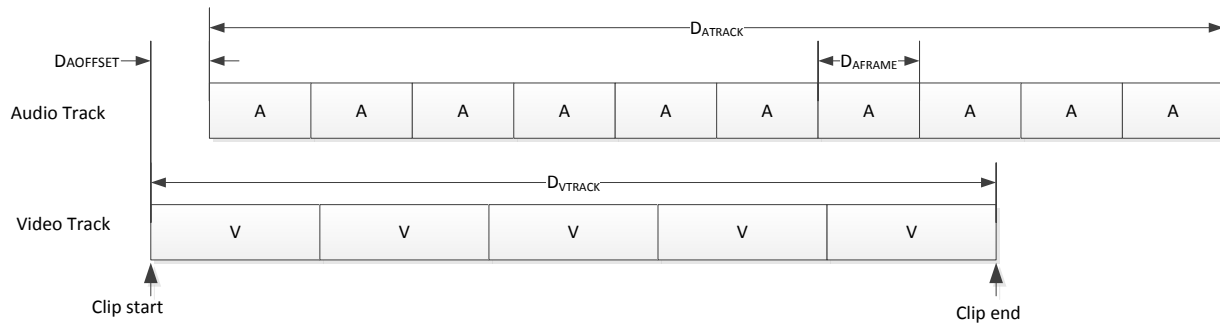 DATRACK
DAOFFSET
DAFRAME
Audio Track
A A A A A A A A A A
DVTRACK
Video Track
V V V V V
Clip start
Clip end